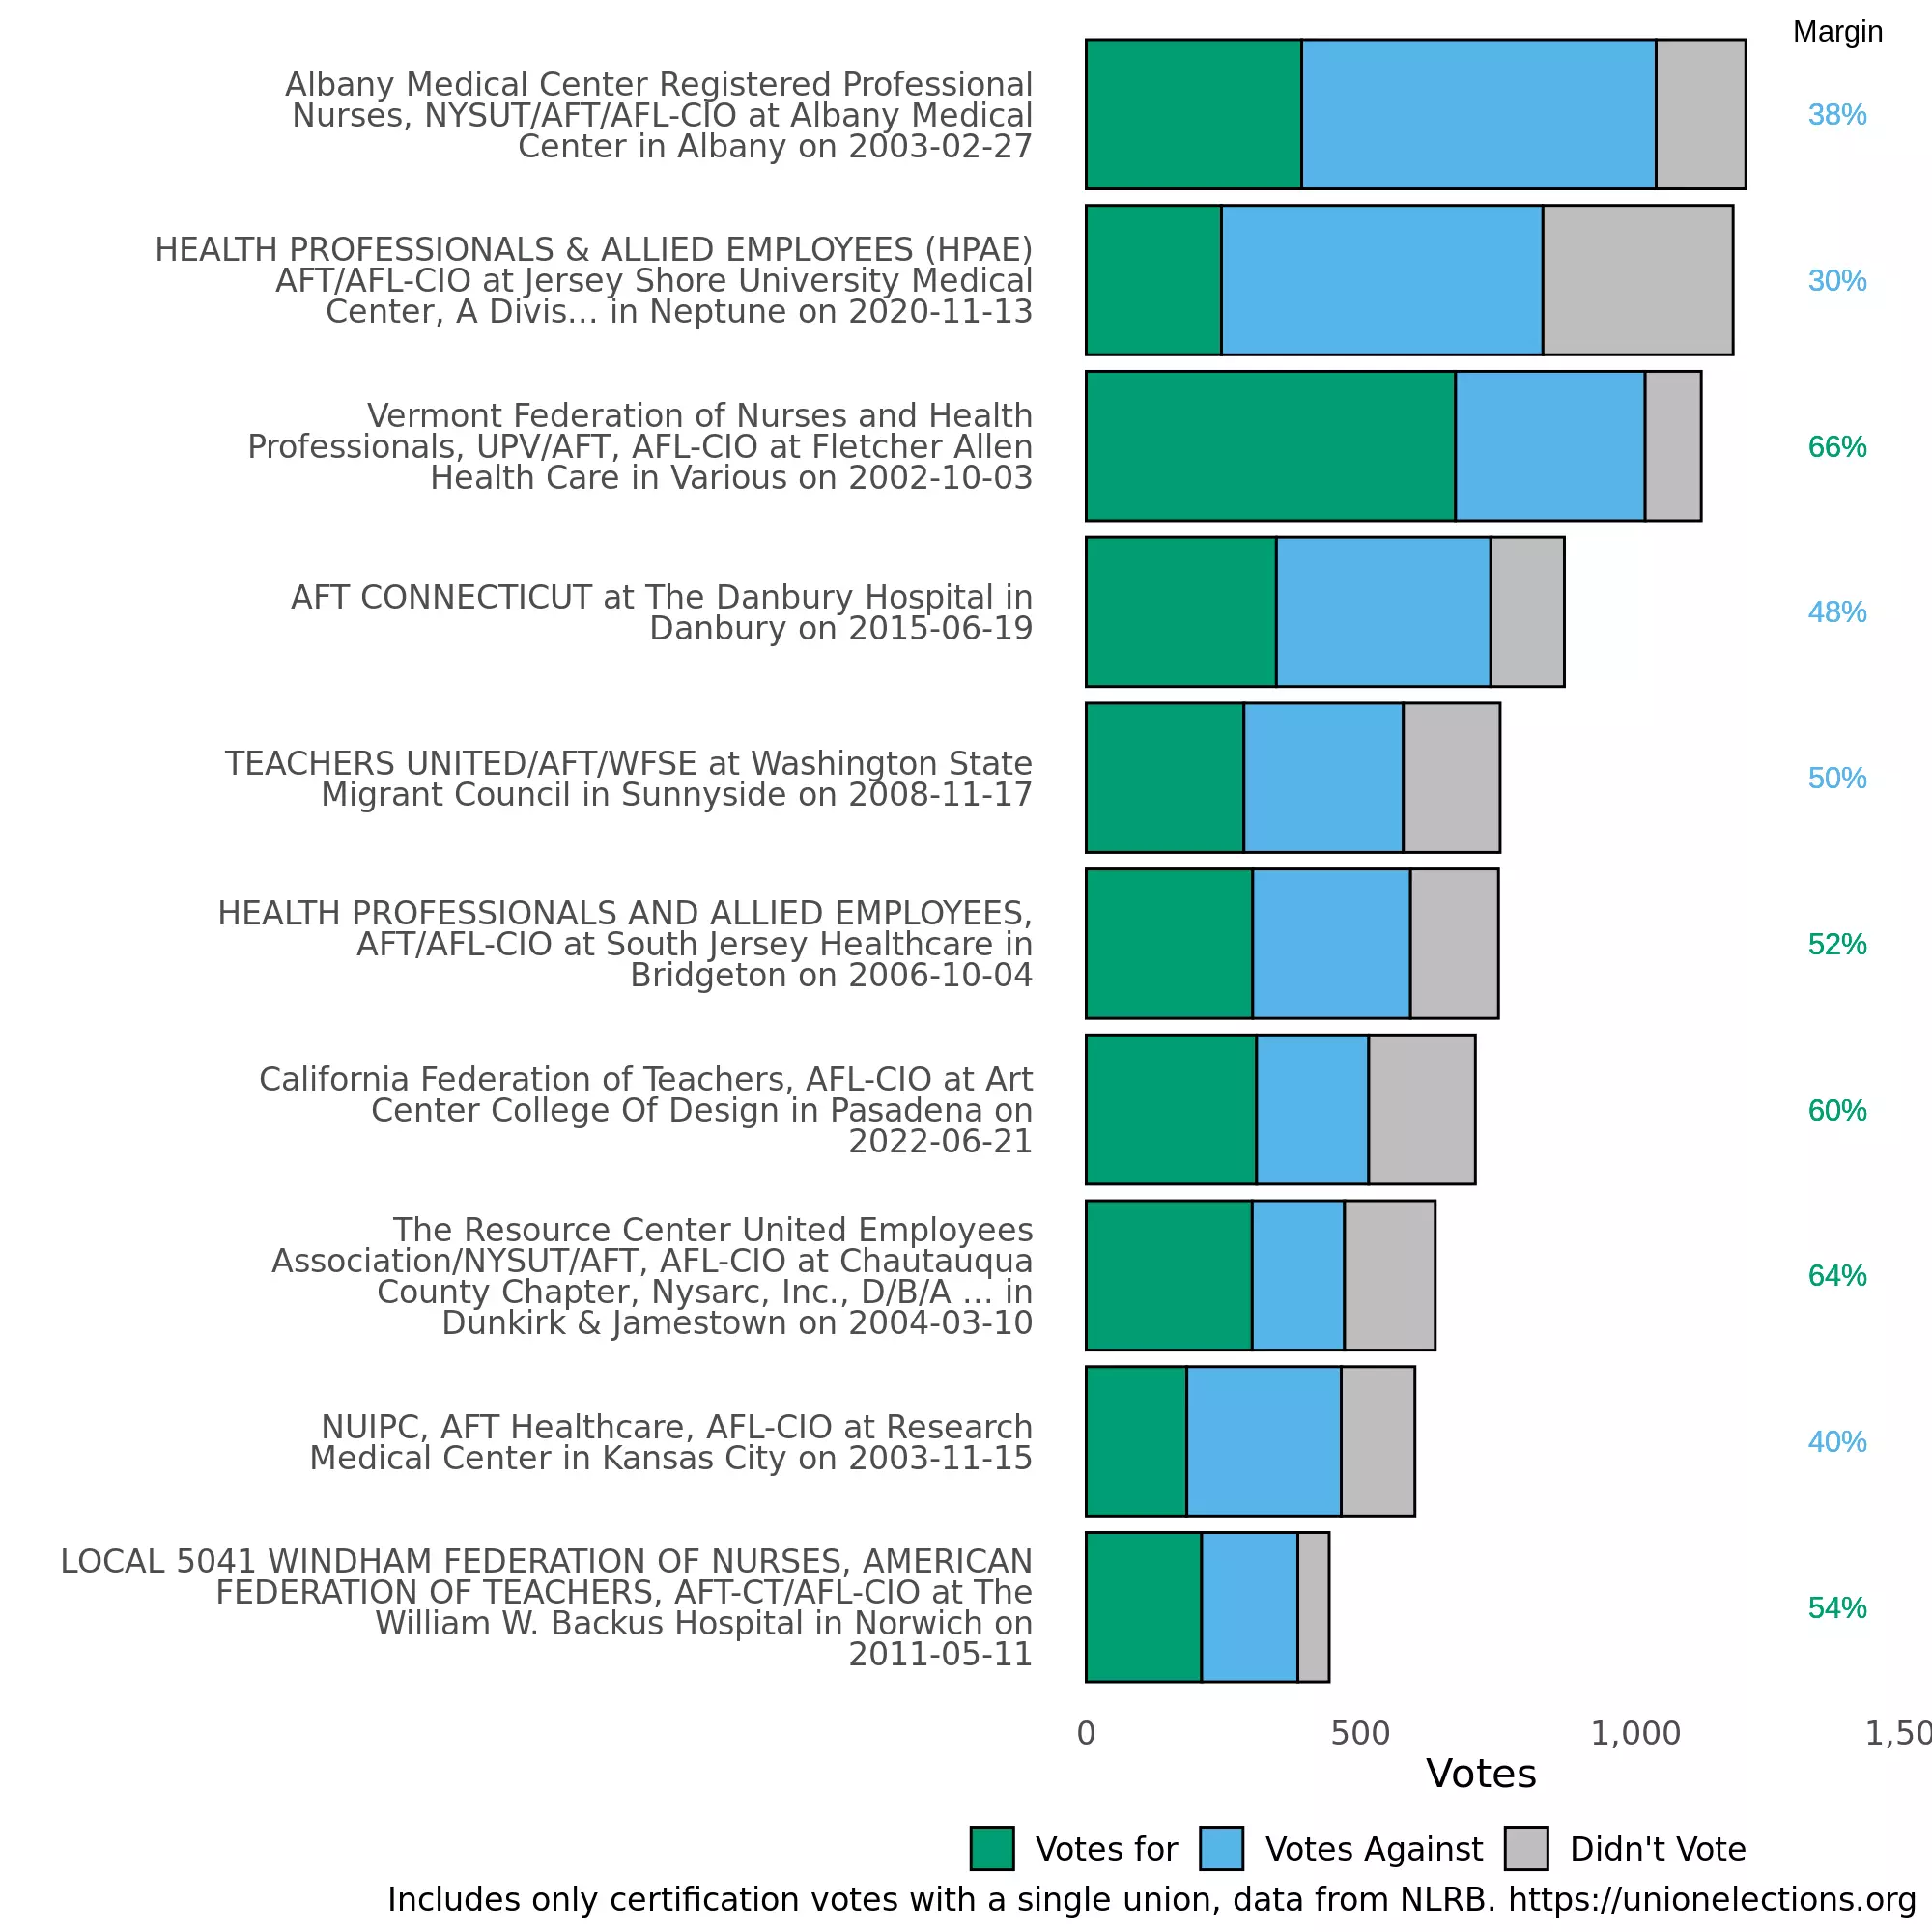 Margin
Albany Medical Center Registered Professional
Nurses, NYSUT/AFT/AFL-CIO at Albany Medical
Center in Albany on 2003-02-27
38%
HEALTH PROFESSIONALS & ALLIED EMPLOYEES (HPAE)
AFT/AFL-CIO at Jersey Shore University Medical
Center, A Divis... in Neptune on 2020-11-13
30%
Vermont Federation of Nurses and Health
Professionals, UPV/AFT, AFL-CIO at Fletcher Allen
Health Care in Various on 2002-10-03
66%
AFT CONNECTICUT at The Danbury Hospital in
Danbury on 2015-06-19
48%
TEACHERS UNITED/AFT/WFSE at Washington State
Migrant Council in Sunnyside on 2008-11-17
50%
HEALTH PROFESSIONALS AND ALLIED EMPLOYEES,
AFT/AFL-CIO at South Jersey Healthcare in
Bridgeton on 2006-10-04
52%
California Federation of Teachers, AFL-CIO at Art
Center College Of Design in Pasadena on
2022-06-21
60%
The Resource Center United Employees
Association/NYSUT/AFT, AFL-CIO at Chautauqua
County Chapter, Nysarc, Inc., D/B/A ... in
Dunkirk & Jamestown on 2004-03-10
64%
NUIPC, AFT Healthcare, AFL-CIO at Research
Medical Center in Kansas City on 2003-11-15
40%
LOCAL 5041 WINDHAM FEDERATION OF NURSES, AMERICAN
FEDERATION OF TEACHERS, AFT-CT/AFL-CIO at The
William W. Backus Hospital in Norwich on
2011-05-11
54%
0 500 1,000 1,50
Votes
Votes for Votes Against Didn't Vote
Includes only certification votes with a single union, data from NLRB. https://unionelections.org